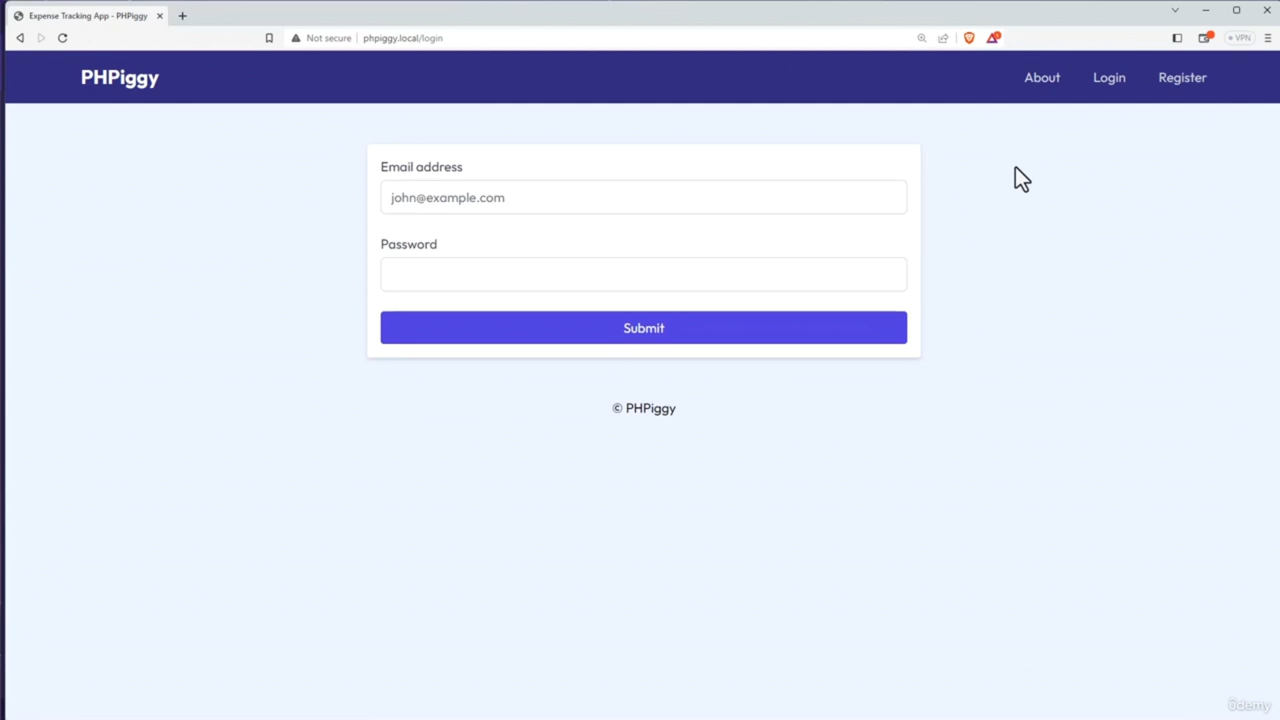 Expense Tracking App - PHPiggy
Not secure phpiggy.local/login
VPN
PHPiggy
About Login Register
Email address
john@example.com
Password
Submit
© PHPiggy
ûdemy